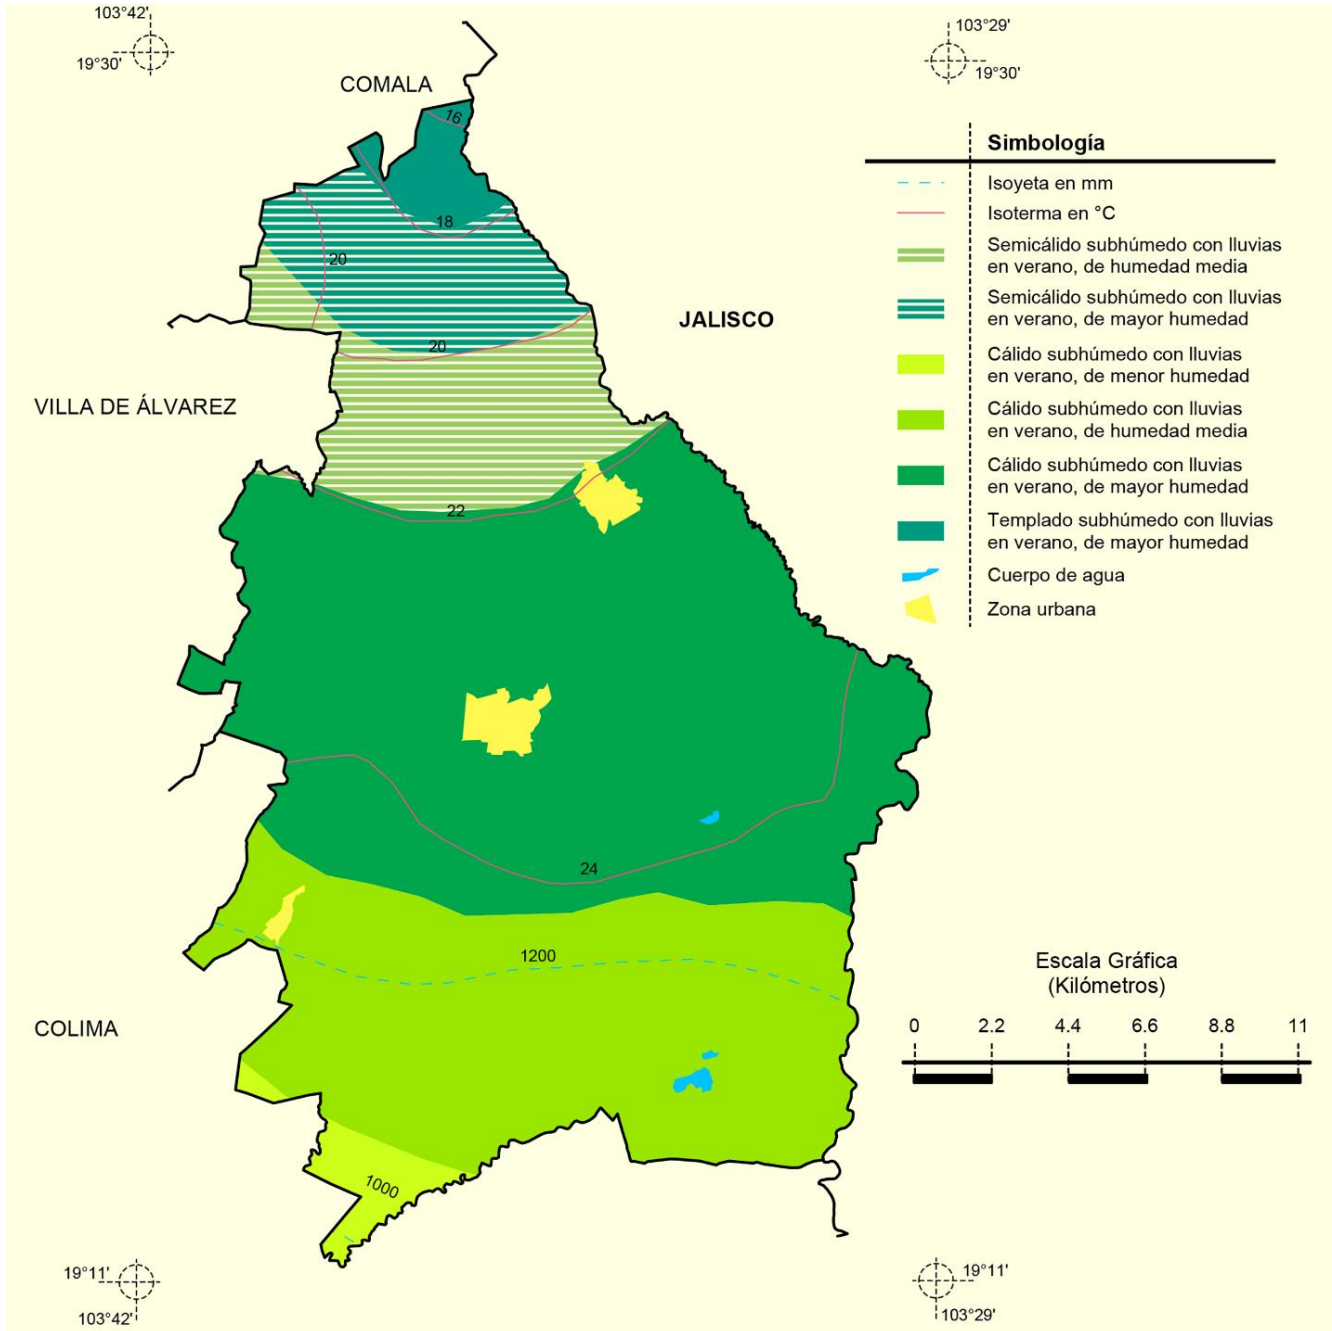 103°42'
19°30'
103°29'
19°30'
COMALA
16
18
20
20
22
JALISCO
VILLA DE ÁLVAREZ
24
1200
COLIMA
1000
Simbología
Isoyeta en mm
Isoterma en °C
Semicálido subhúmedo con lluvias
en verano, de humedad media
Semicálido subhúmedo con lluvias
en verano, de mayor humedad
Cálido subhúmedo con lluvias
en verano, de menor humedad
Cálido subhúmedo con lluvias
en verano, de humedad media
Cálido subhúmedo con lluvias
en verano, de mayor humedad
Templado subhúmedo con lluvias
en verano, de mayor humedad
Cuerpo de agua
Zona urbana
Escala Gráfica
(Kilómetros)
0 2.2 4.4 6.6 8.8 11
19°11'
103°42'
19°11'
103°29'